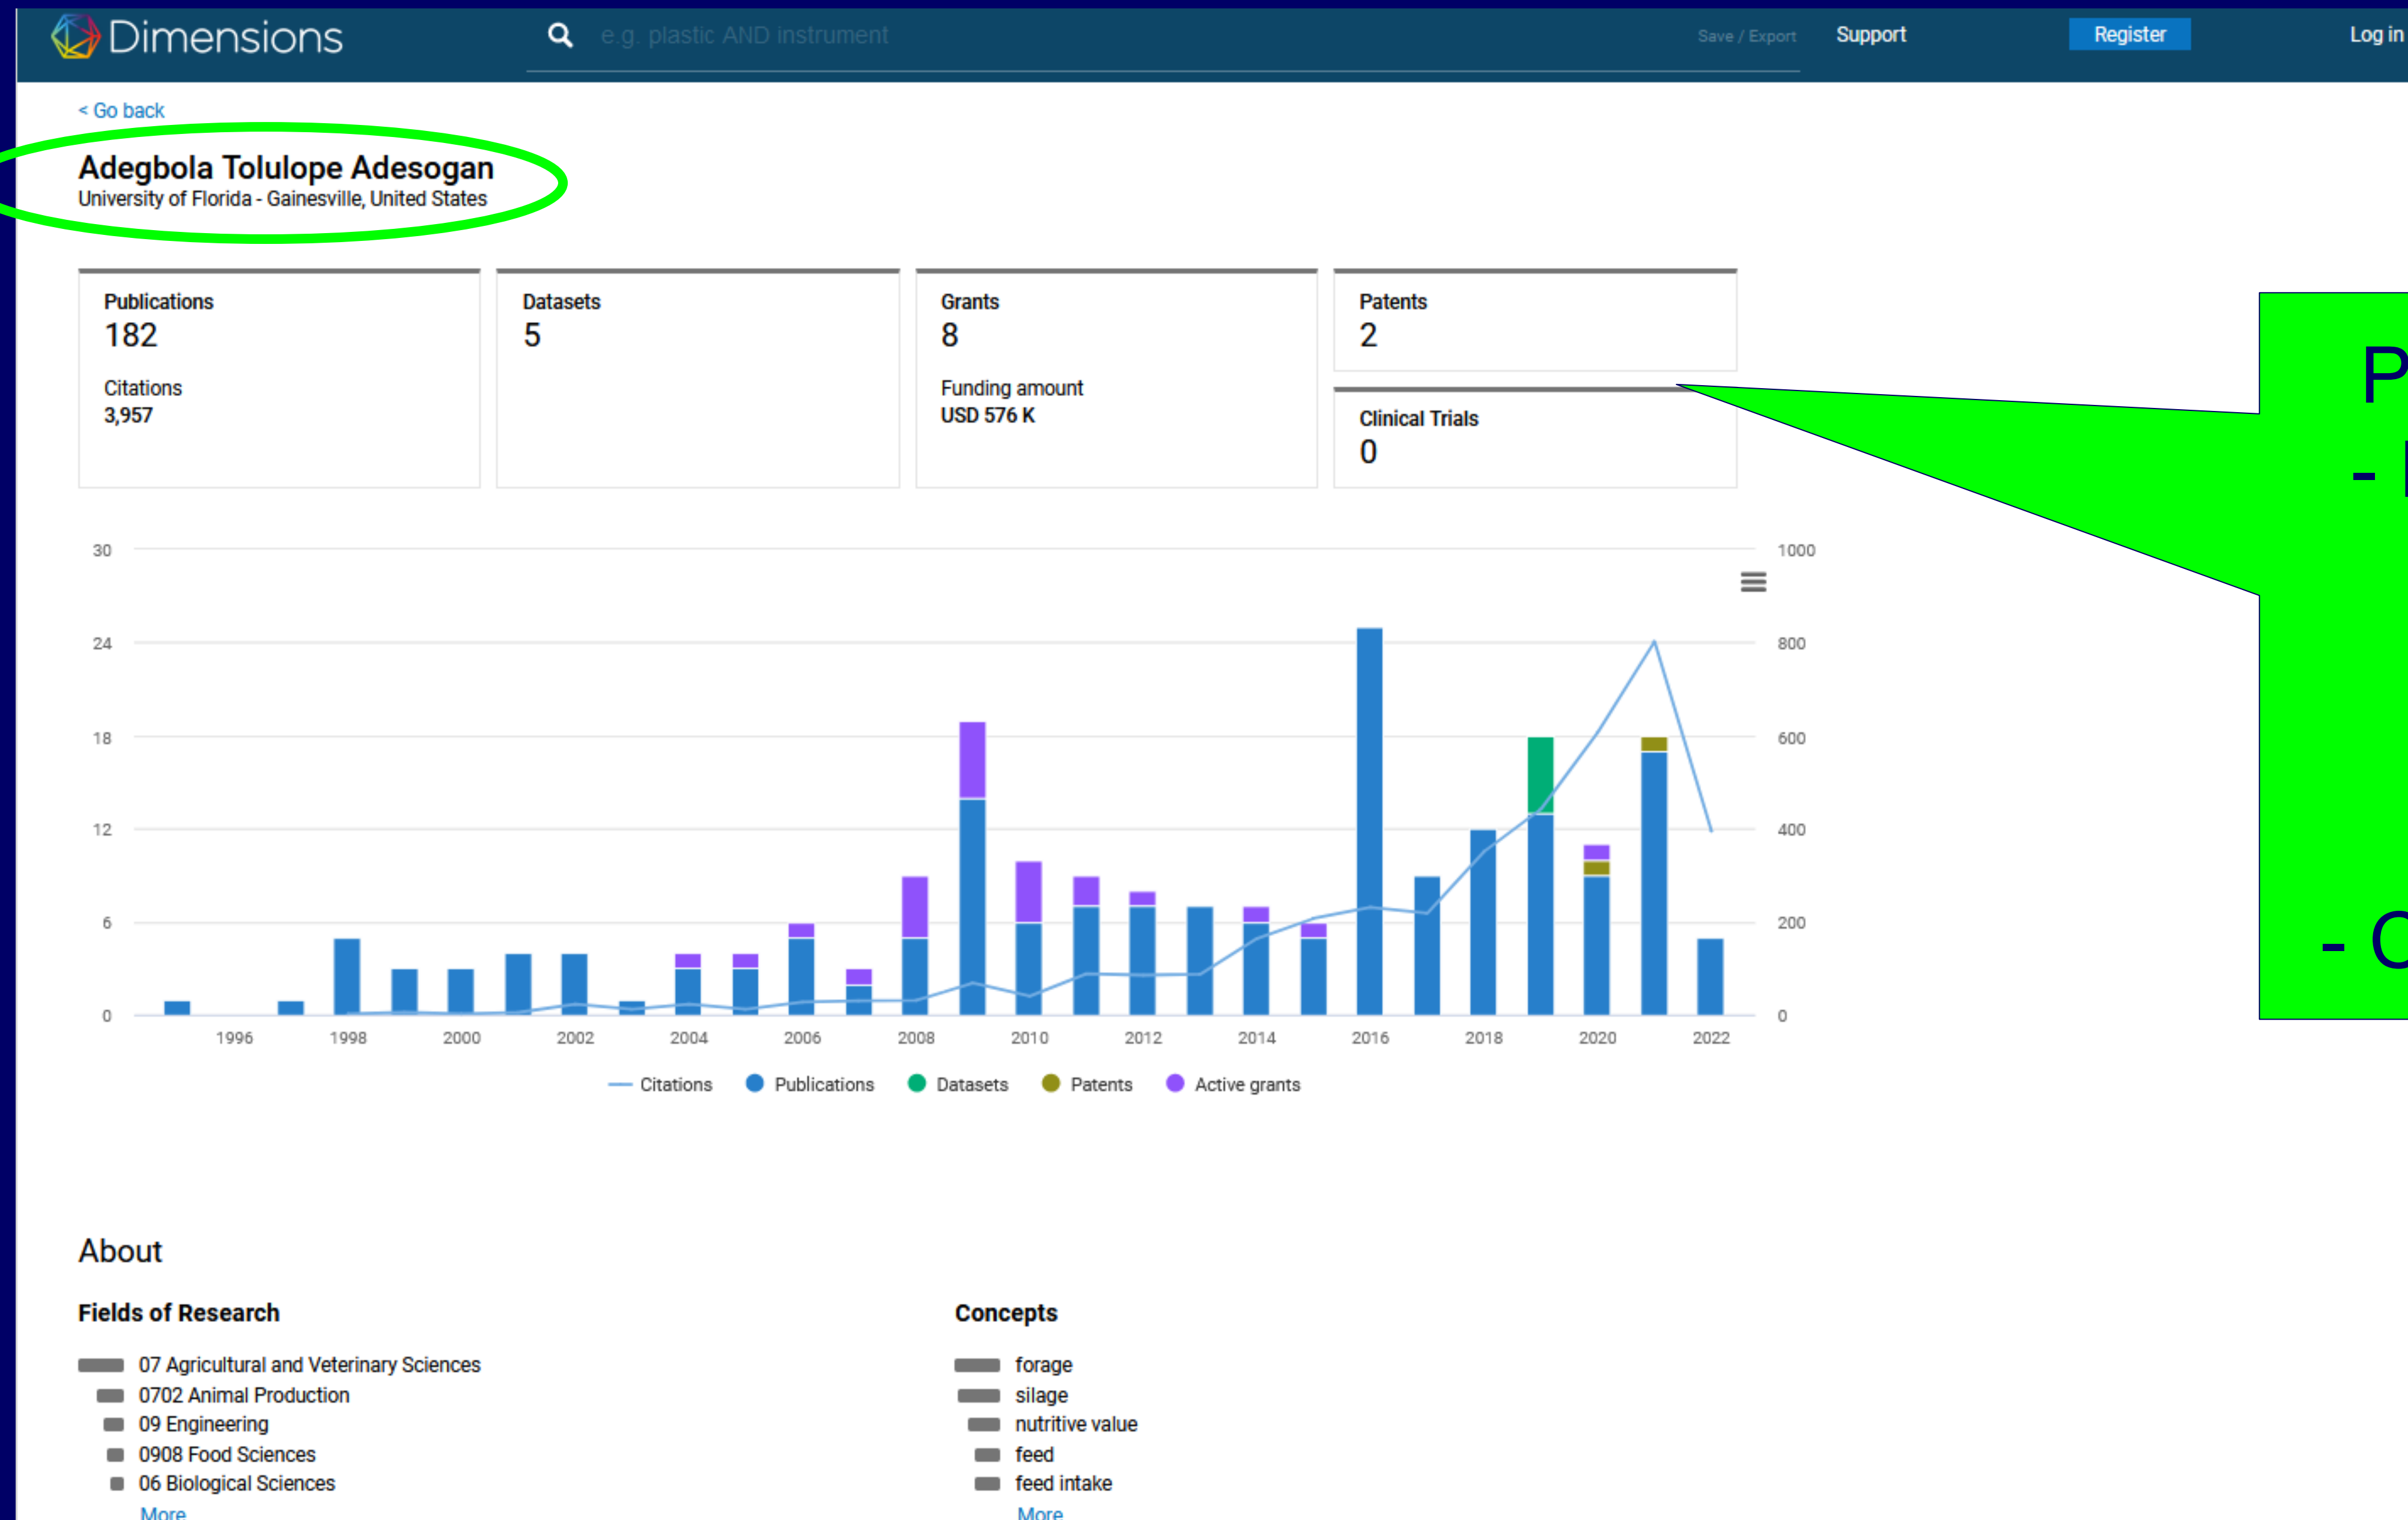 Dimensions
e.g. plastic AND instrument
Save / Export
Support
Register
Log in
< Go back
Adegbola Tolulope Adesogan
University of Florida - Gainesville, United States
Publications
182
Citations
3,957
Datasets
5
Grants
8
Funding amount
USD 576 K
Patents
2
Clinical Trials
0
P
-
- C
30
24
18
12
6
0
1000
800
600
400
200
0
1996 1998 2000 2002 2004 2006 2008 2010 2012 2014 2016 2018 2020 2022
Citations Publications Datasets Patents Active grants
About
Fields of Research
07 Agricultural and Veterinary Sciences
0702 Animal Production
09 Engineering
0908 Food Sciences
06 Biological Sciences
More
Concepts
forage
silage
nutritive value
feed
feed intake
More